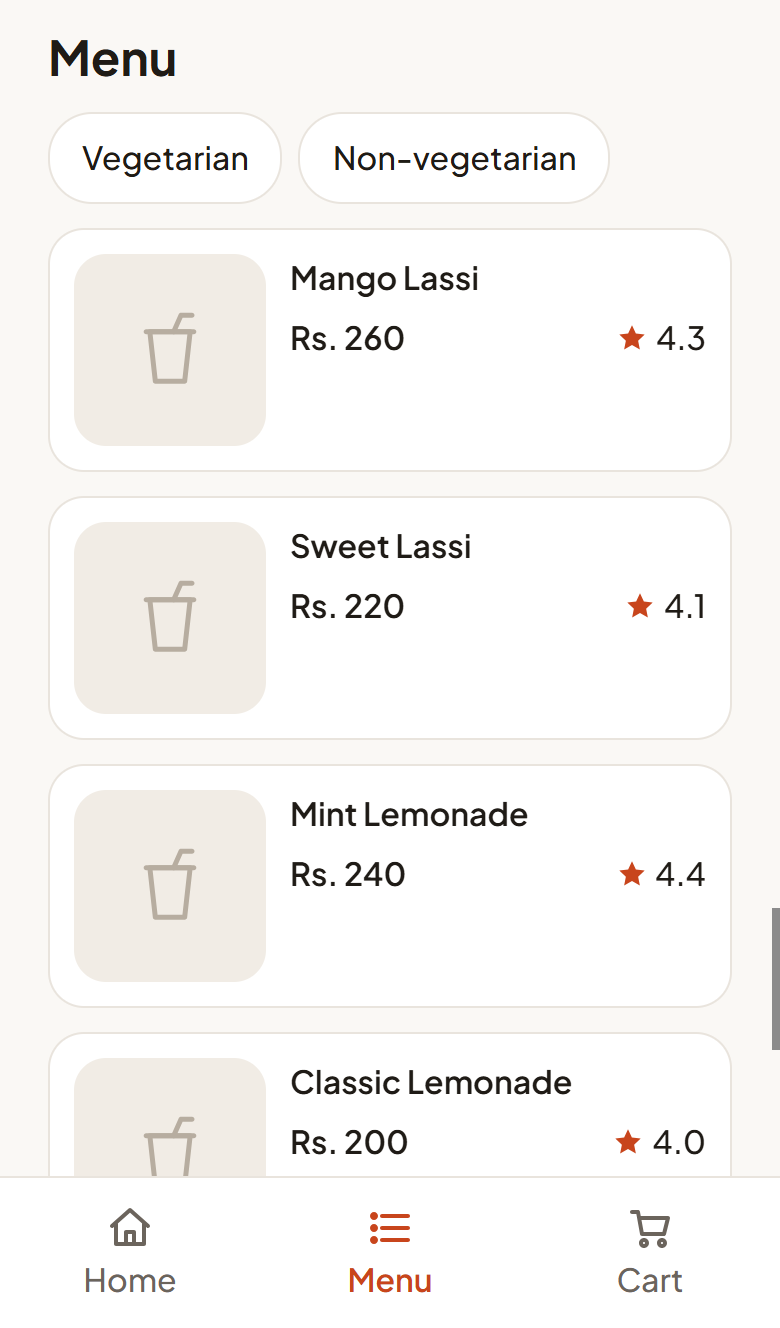 Menu
Vegetarian
Non-vegetarian
Mango Lassi
Rs. 260
4.3
Sweet Lassi
Rs. 220
4.1
Mint Lemonade
Rs. 240
4.4
Classic Lemonade
Rs. 200
4.0
Home
Menu
Cart